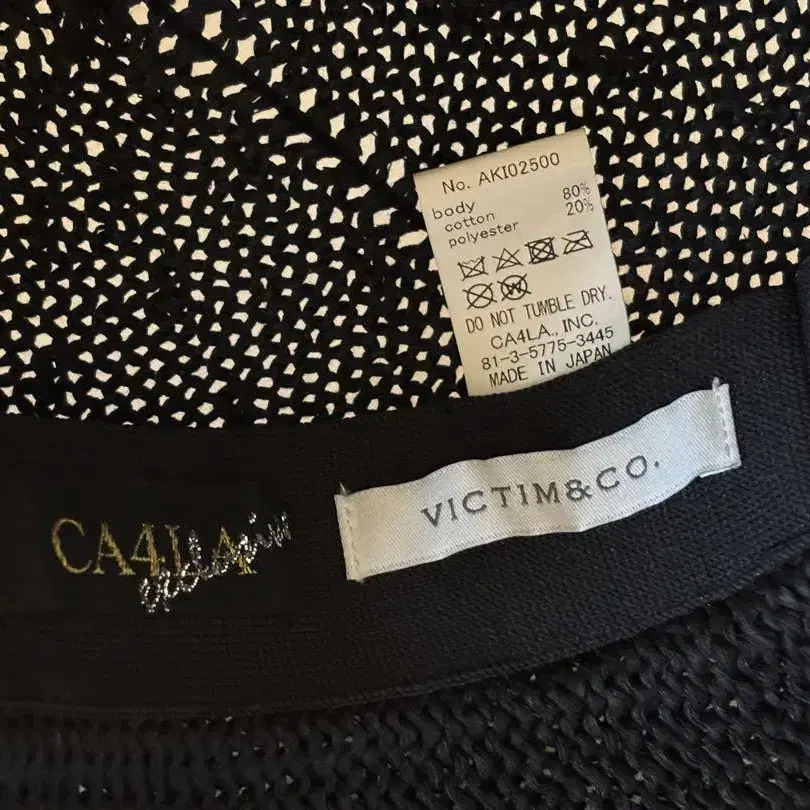 No. AKI02500
body
cotton 80%
polyester 20%
DO NOT TUMBLE DRY.
CA4LA., INC.
81-3-5775-3445
MADE IN JAPAN
VICTIM&CO.
CA4LA